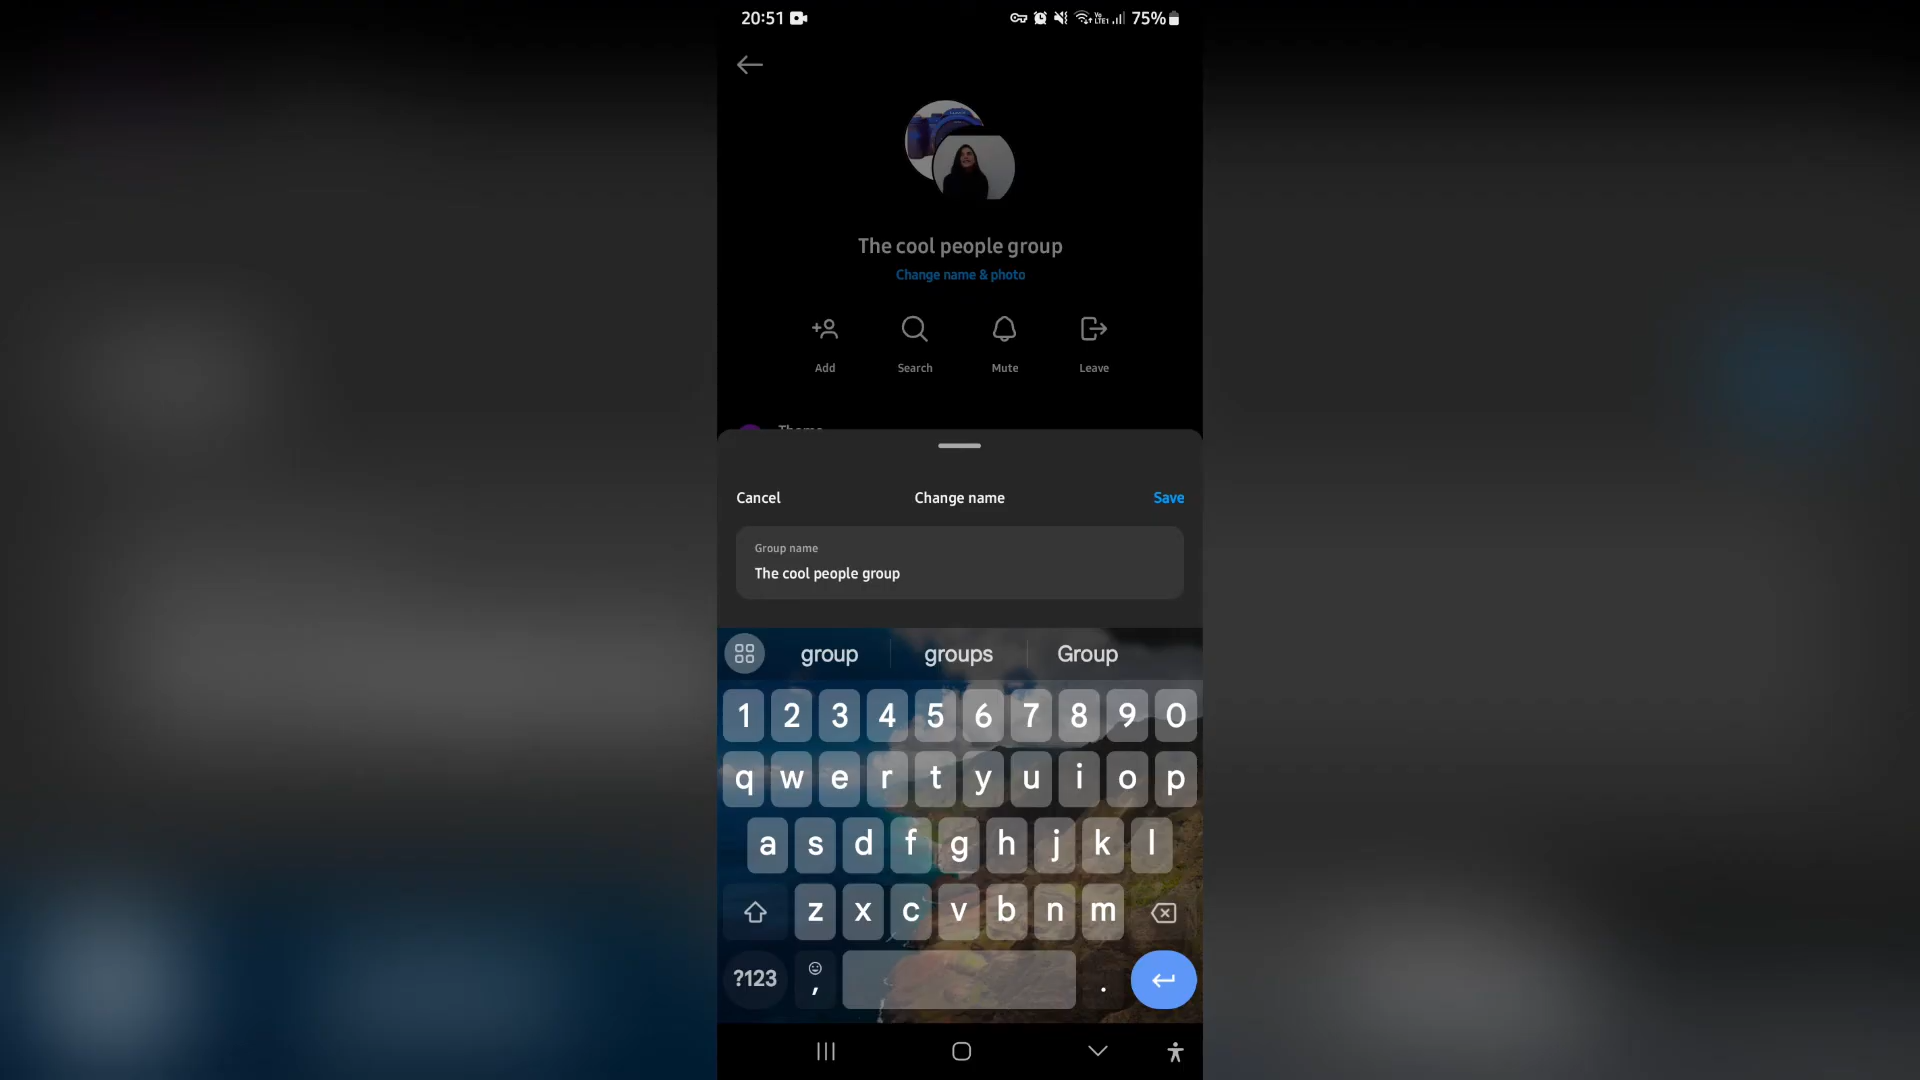 20:51
75%
The cool people group
Change name & photo
Add Search Mute Leave
Theme
Cancel Change name Save
Group name
The cool people group
group groups Group
1 2 3 4 5 6 7 8 9 0
q w e r t y u i o p
a s d f g h j k l
z x c v b n m
?123 , .